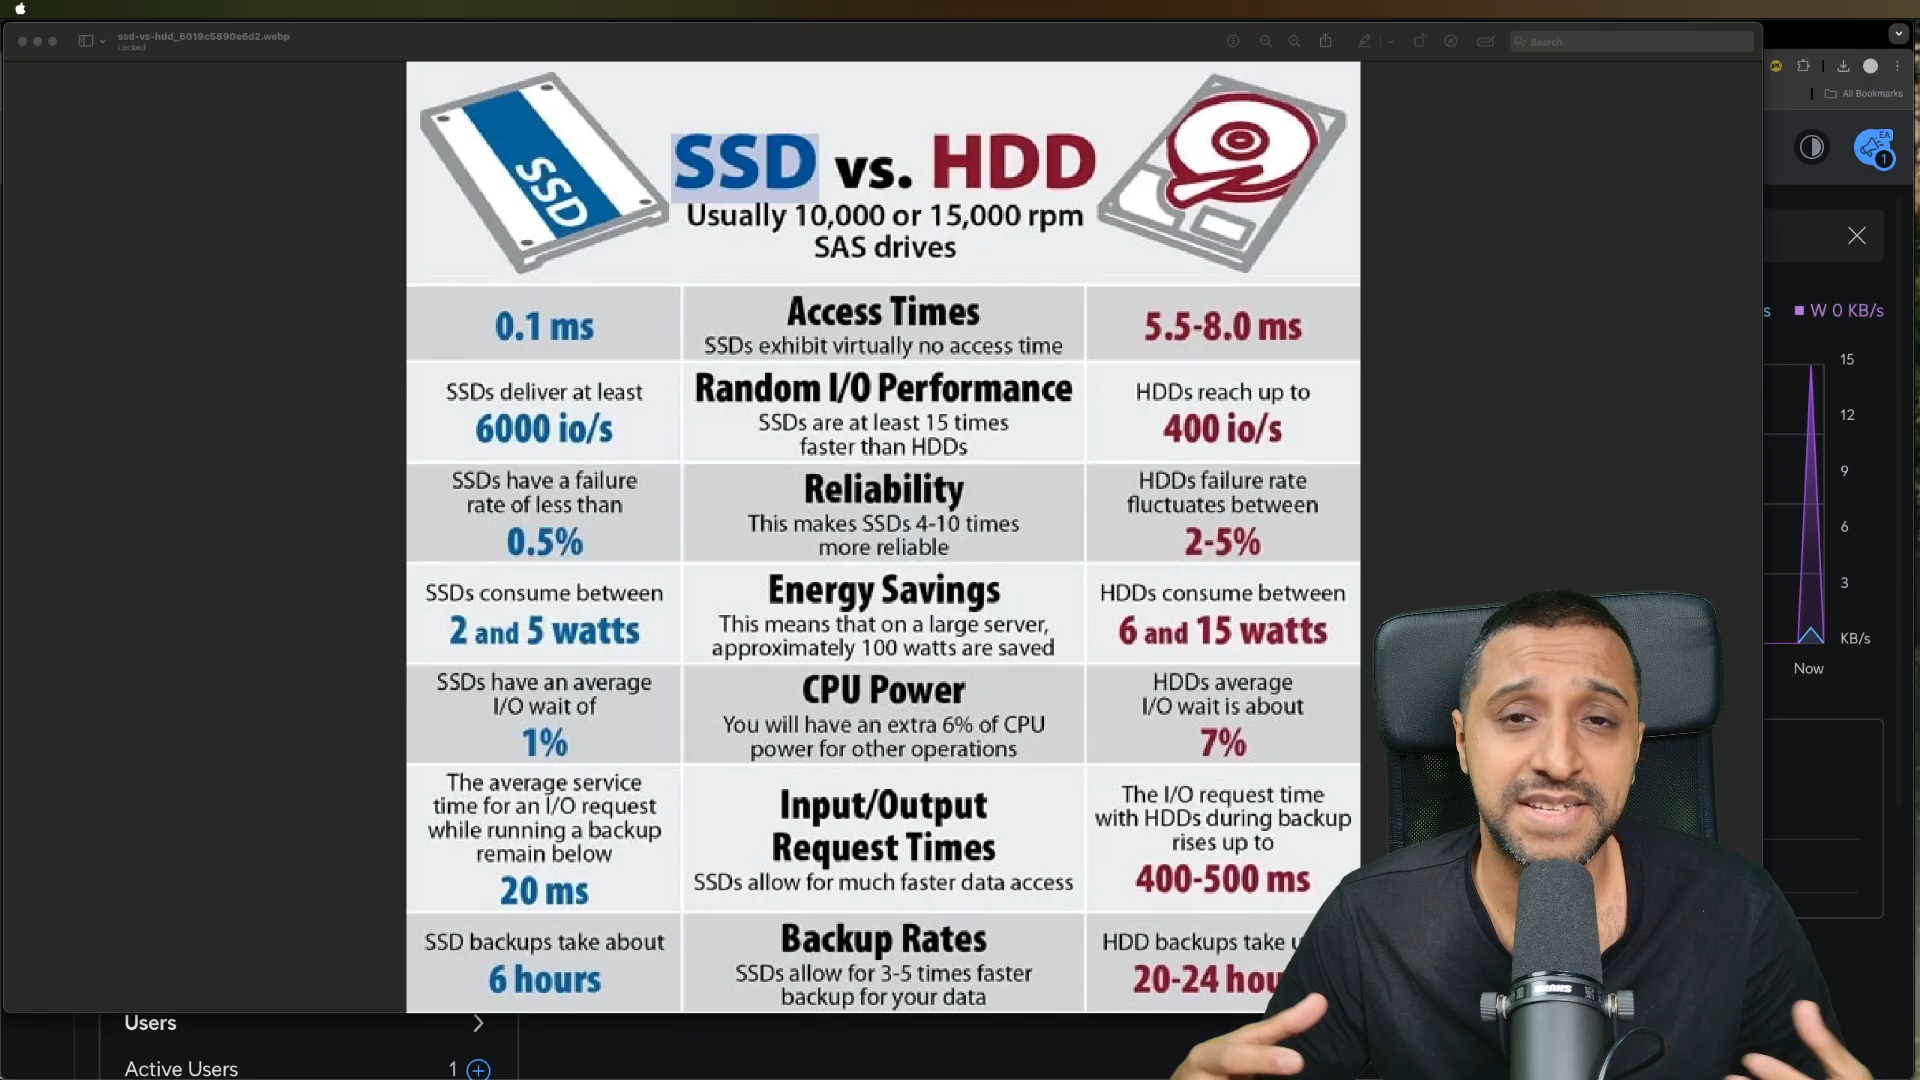 ssd-vs-hdd_6019c5890e6d2.webp
Locked
Search
All Bookmarks
EA
1
SSD
SSD vs. HDD
Usually 10,000 or 15,000 rpm
SAS drives
0.1 ms
Access Times
SSDs exhibit virtually no access time
5.5-8.0 ms
SSDs deliver at least
6000 io/s
Random I/O Performance
SSDs are at least 15 times
faster than HDDs
HDDs reach up to
400 io/s
SSDs have a failure
rate of less than
0.5%
Reliability
This makes SSDs 4-10 times
more reliable
HDDs failure rate
fluctuates between
2-5%
SSDs consume between
2 and 5 watts
Energy Savings
This means that on a large server,
approximately 100 watts are saved
HDDs consume between
6 and 15 watts
SSDs have an average
I/O wait of
1%
CPU Power
You will have an extra 6% of CPU
power for other operations
HDDs average
I/O wait is about
7%
The average service
time for an I/O request
while running a backup
remain below
20 ms
Input/Output
Request Times
SSDs allow for much faster data access
The I/O request time
with HDDs during backup
rises up to
400-500 ms
SSD backups take about
6 hours
Backup Rates
SSDs allow for 3-5 times faster
backup for your data
HDD backups take
20-24
s W 0 KB/s
15
12
9
6
3
KB/s
Now
Users
Active Users
1
SHURE